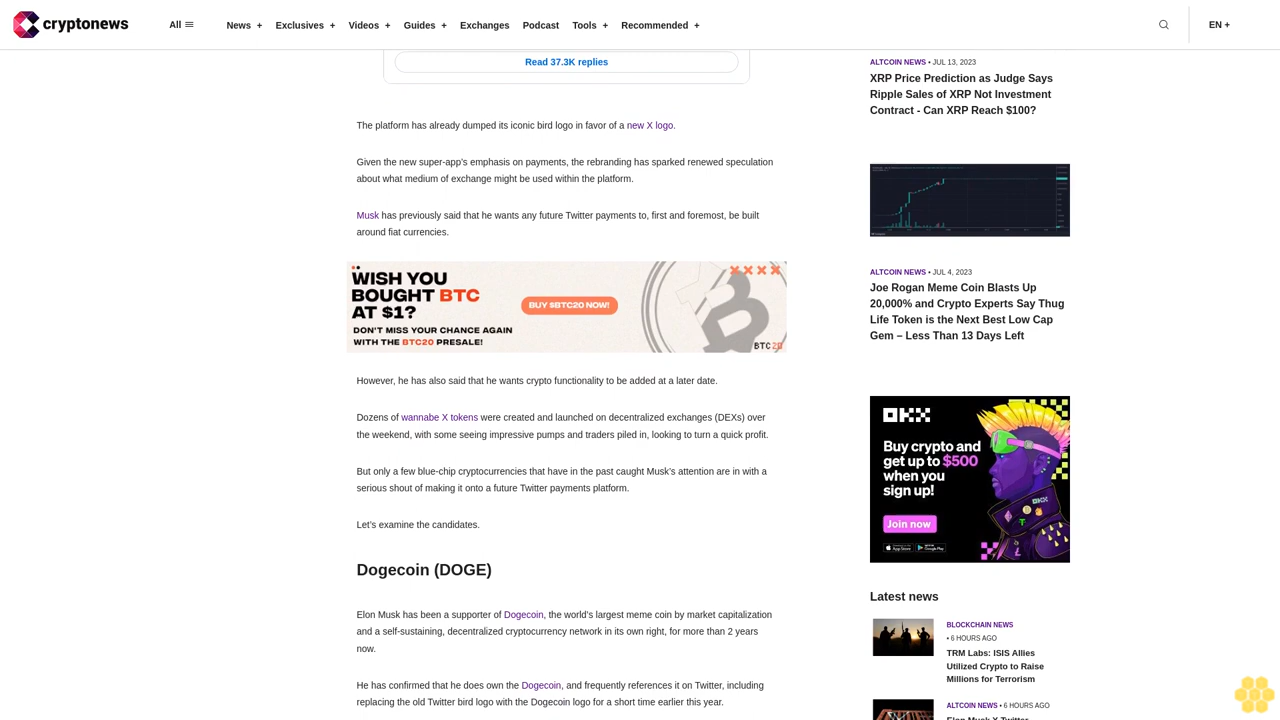 cryptonews
All
News +
Exclusives +
Videos +
Guides +
Exchanges
Podcast
Tools +
Recommended +
EN +
Read 37.3K replies
The platform has already dumped its iconic bird logo in favor of a new X logo.
Given the new super-app's emphasis on payments, the rebranding has sparked renewed speculation
about what medium of exchange might be used within the platform.
Musk has previously said that he wants any future Twitter payments to, first and foremost, be built
around fiat currencies.
WISH YOU
BOUGHT BTC
AT $1?
DON'T MISS YOUR CHANCE AGAIN
WITH THE BTC20 PRESALE!
BUY $BTC20 NOW!
BTC20
However, he has also said that he wants crypto functionality to be added at a later date.
Dozens of wannabe X tokens were created and launched on decentralized exchanges (DEXs) over
the weekend, with some seeing impressive pumps and traders piled in, looking to turn a quick profit.
But only a few blue-chip cryptocurrencies that have in the past caught Musk's attention are in with a
serious shout of making it onto a future Twitter payments platform.
Let's examine the candidates.
Dogecoin (DOGE)
Elon Musk has been a supporter of Dogecoin, the world's largest meme coin by market capitalization
and a self-sustaining, decentralized cryptocurrency network in its own right, for more than 2 years
now.
He has confirmed that he does own the Dogecoin, and frequently references it on Twitter, including
replacing the old Twitter bird logo with the Dogecoin logo for a short time earlier this year.
ALTCOIN NEWS • JUL 13, 2023
XRP Price Prediction as Judge Says
Ripple Sales of XRP Not Investment
Contract - Can XRP Reach $100?
ALTCOIN NEWS • JUL 4, 2023
Joe Rogan Meme Coin Blasts Up
20,000% and Crypto Experts Say Thug
Life Token is the Next Best Low Cap
Gem – Less Than 13 Days Left
OKX
Buy crypto and
get up to $500
when you
sign up!
Join now
App Store
Google Play
OKX
Latest news
BLOCKCHAIN NEWS
• 6 HOURS AGO
TRM Labs: ISIS Allies
Utilized Crypto to Raise
Millions for Terrorism
ALTCOIN NEWS • 6 HOURS AGO
Elon Musk X Twitter